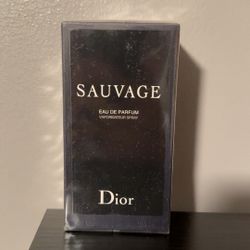 SAUVAGE
EAU DE PARFUM
VAPORISATEUR SPRAY
Dior